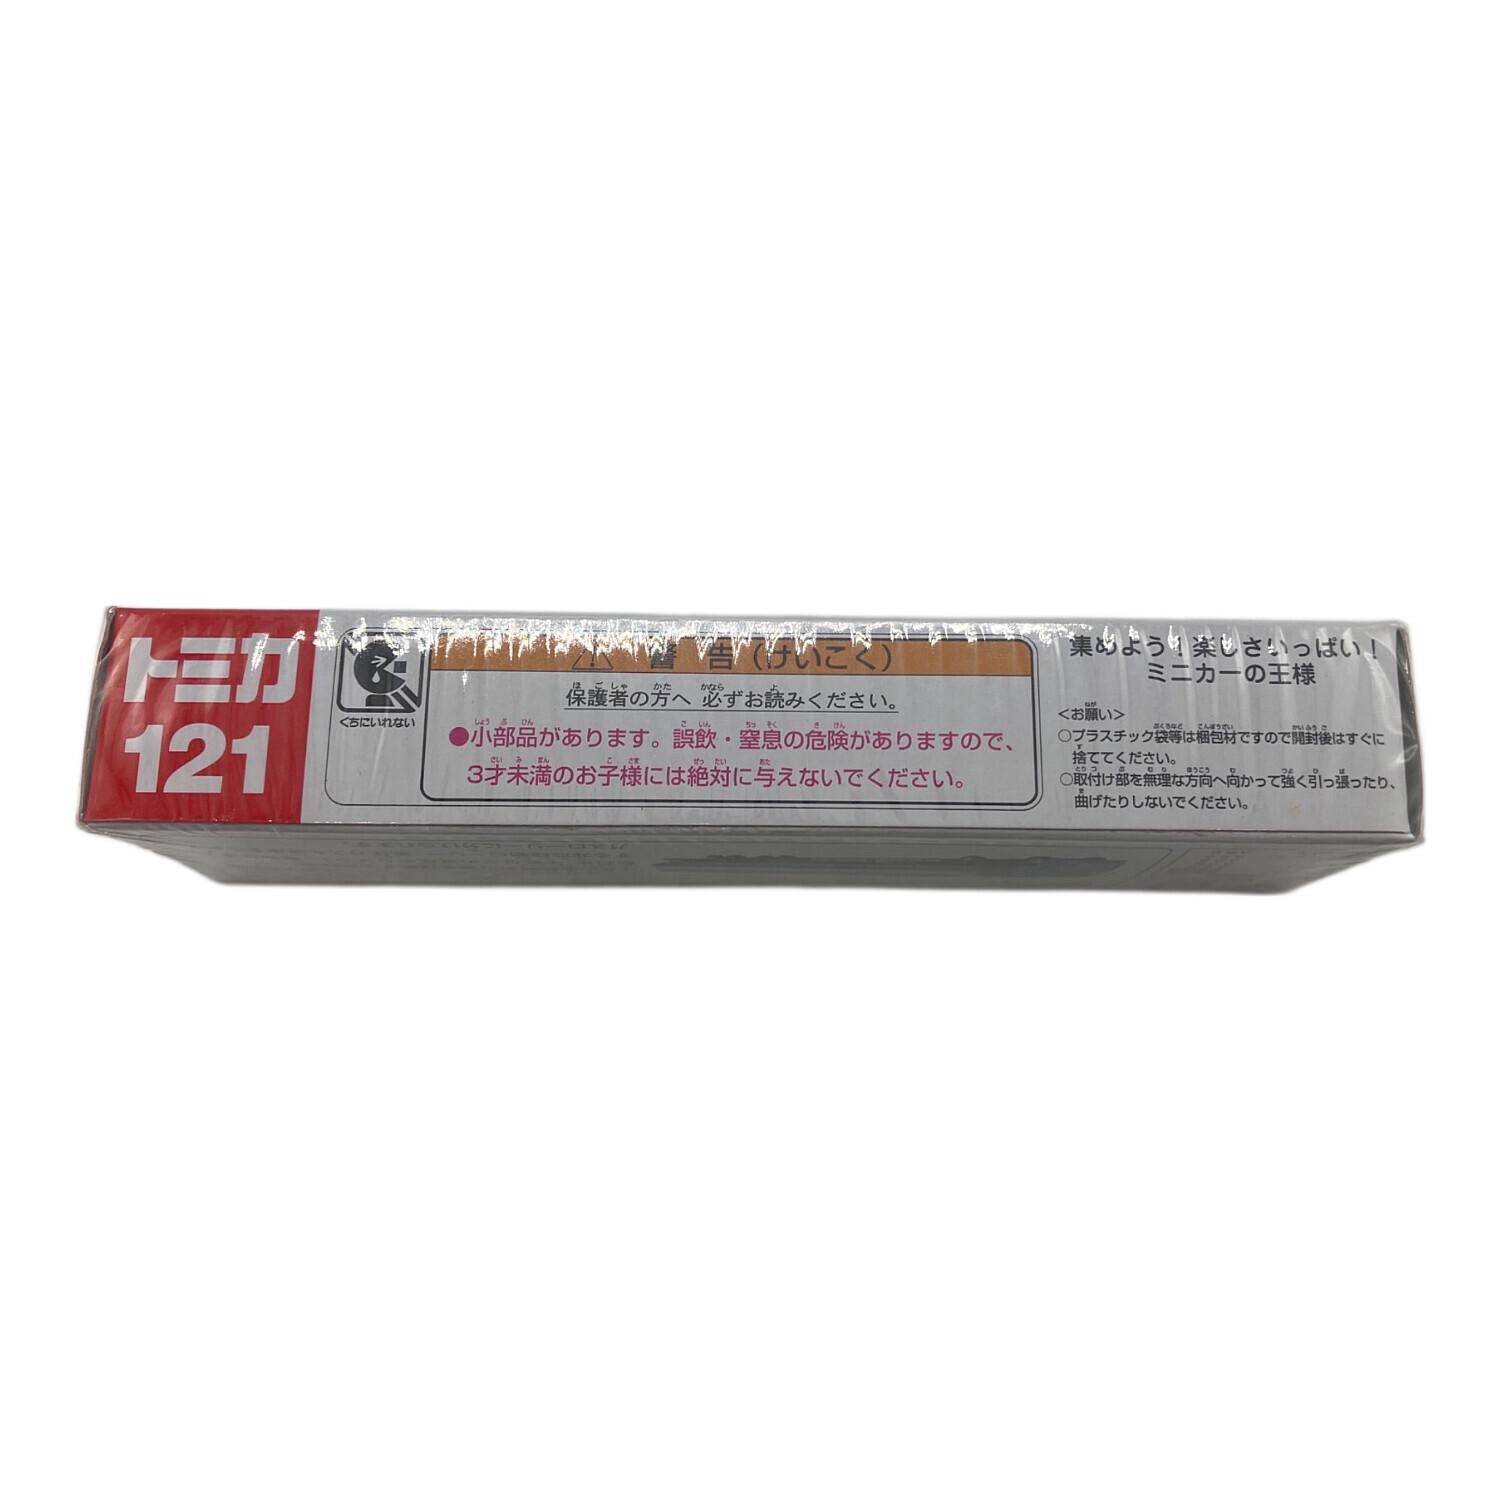 トミカ
121
くちにいれない
警告（けいこく）
保護者の方へ 必ずお読みください。
●小部品があります。誤飲・窒息の危険がありますので、
3才未満のお子様には絶対に与えないでください。
集めよう！楽しさいっぱい！
ミニカーの王様
＜お願い＞
○プラスチック袋等は梱包材ですので開封後はすぐに
捨ててください。
○取付け部を無理な方向へ向かって強く引っ張ったり、
曲げたりしないでください。